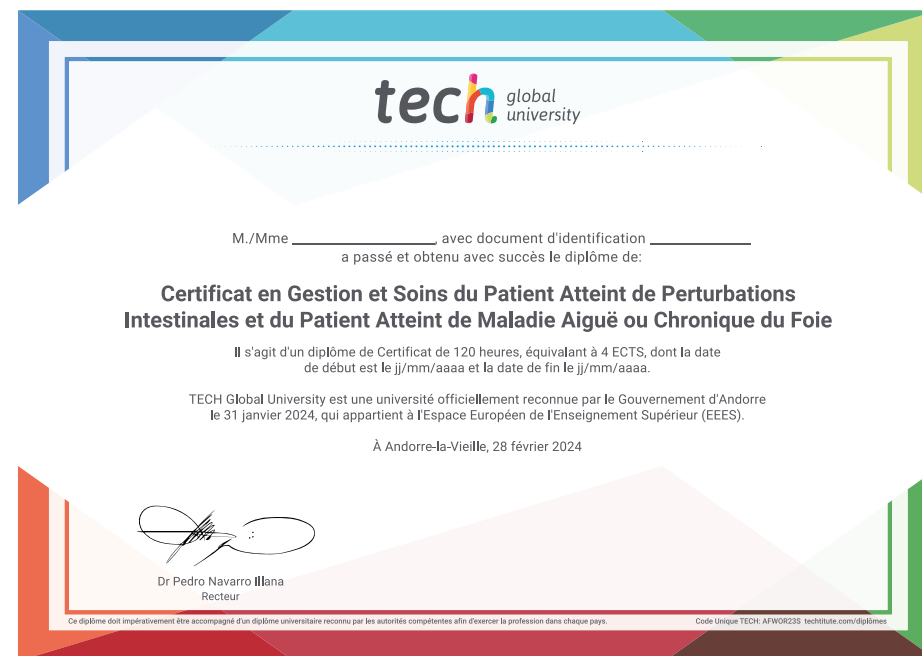 tech global university
M./Mme , avec document d'identification
a passé et obtenu avec succès le diplôme de:
Certificat en Gestion et Soins du Patient Atteint de Perturbations
Intestinales et du Patient Atteint de Maladie Aiguë ou Chronique du Foie
Il s'agit d'un diplôme de Certificat de 120 heures, équivalant à 4 ECTS, dont la date
de début est le jj/mm/aaaa et la date de fin le jj/mm/aaaa.
TECH Global University est une université officiellement reconnue par le Gouvernement d'Andorre
le 31 janvier 2024, qui appartient à l'Espace Européen de l'Enseignement Supérieur (EEES).
À Andorre-la-Vieille, 28 février 2024
Dr Pedro Navarro Illana
Recteur
Ce diplôme doit impérativement être accompagné d'un diplôme universitaire reconnu par les autorités compétentes afin d'exercer la profession dans chaque pays.
Code Unique TECH: AFWOR23S techtitute.com/diplômes